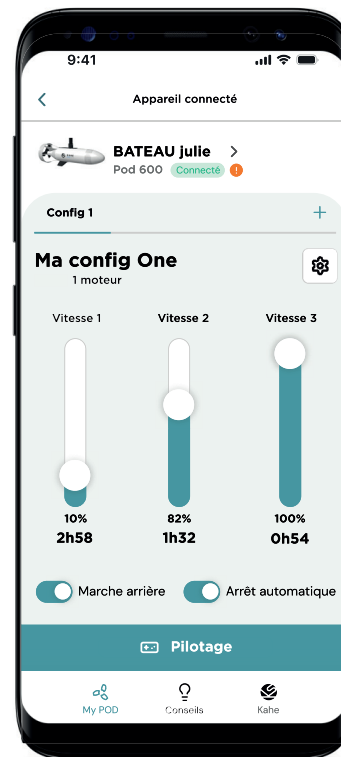 9:41
Appareil connecté
BATEAU julie
Pod 600 Connecté !
Config 1 +
Ma config One
1 moteur
Vitesse 1 Vitesse 2 Vitesse 3
10% 82% 100%
2h58 1h32 0h54
Marche arrière Arrêt automatique
Pilotage
My POD Conseils Kahe